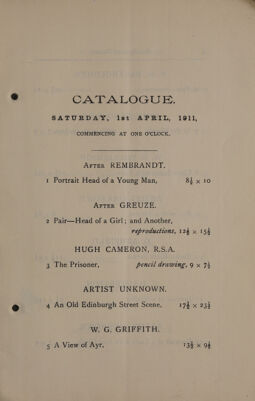 CATALOGUE.
SATURDAY, 1st APRIL, 1911,
COMMENCING AT ONE O'CLOCK.
AFTER REMBRANDT.
1 Portrait Head of a Young Man, 8½ × 10
AFTER GREUZE.
2 Pair—Head of a Girl; and Another,
reproductions, 12½ × 15½
HUGH CAMERON, R.S.A.
3 The Prisoner, pencil drawing, 9 × 7½
ARTIST UNKNOWN.
4 An Old Edinburgh Street Scene, 17½ × 23½
W. G. GRIFFITH.
5 A View of Ayr, 13½ × 9½